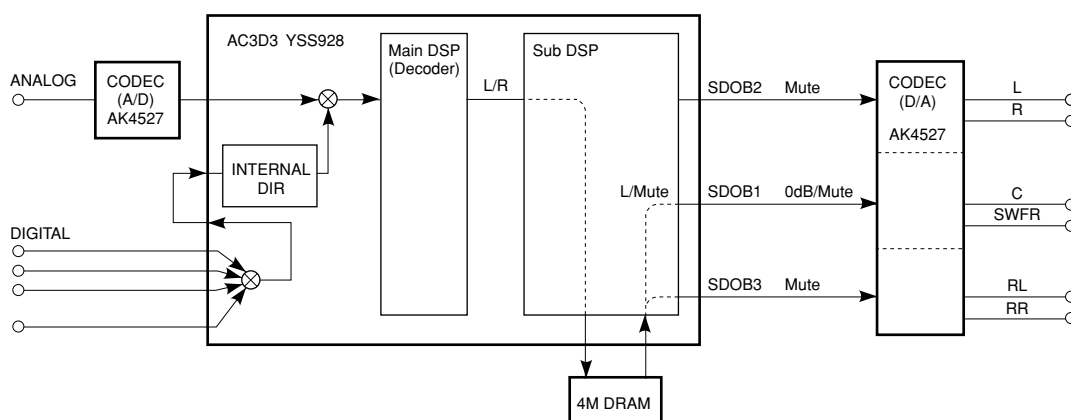 AC3D3 YSS928
Main DSP
(Decoder)
Sub DSP
ANALOG
CODEC
(A/D)
AK4527
L/R
SDOB2 Mute
CODEC
(D/A)
AK4527
L
R
INTERNAL
DIR
L/Mute
SDOB1 0dB/Mute
C
SWFR
DIGITAL
SDOB3 Mute
RL
RR
4M DRAM